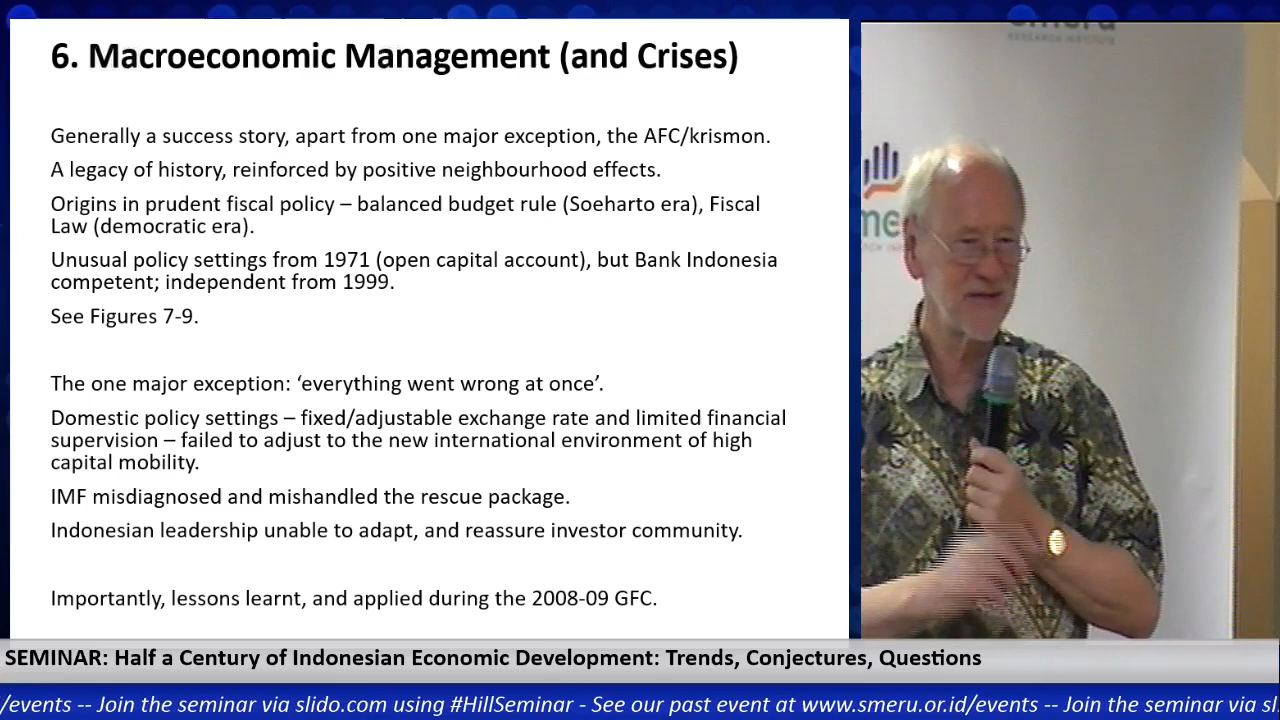 6. Macroeconomic Management (and Crises)
Generally a success story, apart from one major exception, the AFC/krismon.
A legacy of history, reinforced by positive neighbourhood effects.
Origins in prudent fiscal policy – balanced budget rule (Soeharto era), Fiscal
Law (democratic era).
Unusual policy settings from 1971 (open capital account), but Bank Indonesia
competent; independent from 1999.
See Figures 7-9.
The one major exception: ‘everything went wrong at once’.
Domestic policy settings – fixed/adjustable exchange rate and limited financial
supervision – failed to adjust to the new international environment of high
capital mobility.
IMF misdiagnosed and mishandled the rescue package.
Indonesian leadership unable to adapt, and reassure investor community.
Importantly, lessons learnt, and applied during the 2008-09 GFC.
smeru
RESEARCH INSTITUTE
me
SEMINAR: Half a Century of Indonesian Economic Development: Trends, Conjectures, Questions
/events -- Join the seminar via slido.com using #HillSeminar - See our past event at www.smeru.or.id/events -- Join the seminar via sl